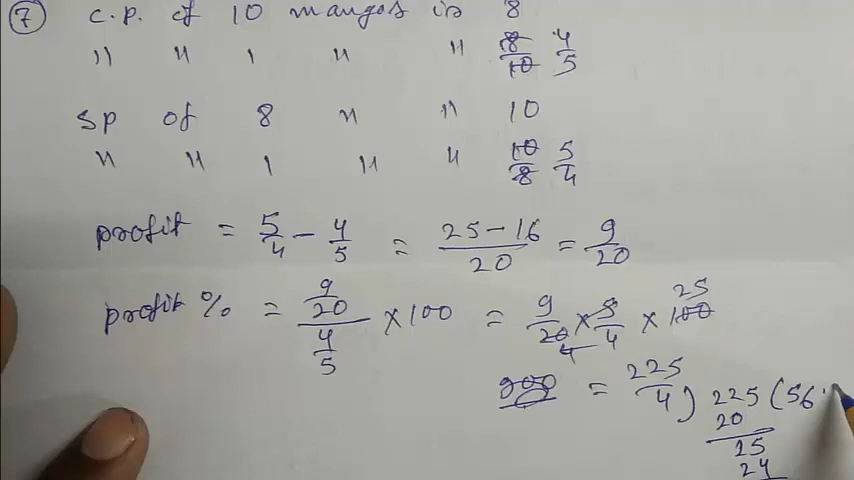 7 C.P. of 10 mangos is 8
" " 1 " " 8/10 4/5
SP of 8 " " 10
" " 1 " " 10/8 5/4
profit = 5/4 - 4/5 = 25-16/20 = 9/20
profit % = 9/20/4/5 × 100 = 9/20 × 5/4 × 100 25
4
= 225/4 ) 225 ( 56.
20
25
24